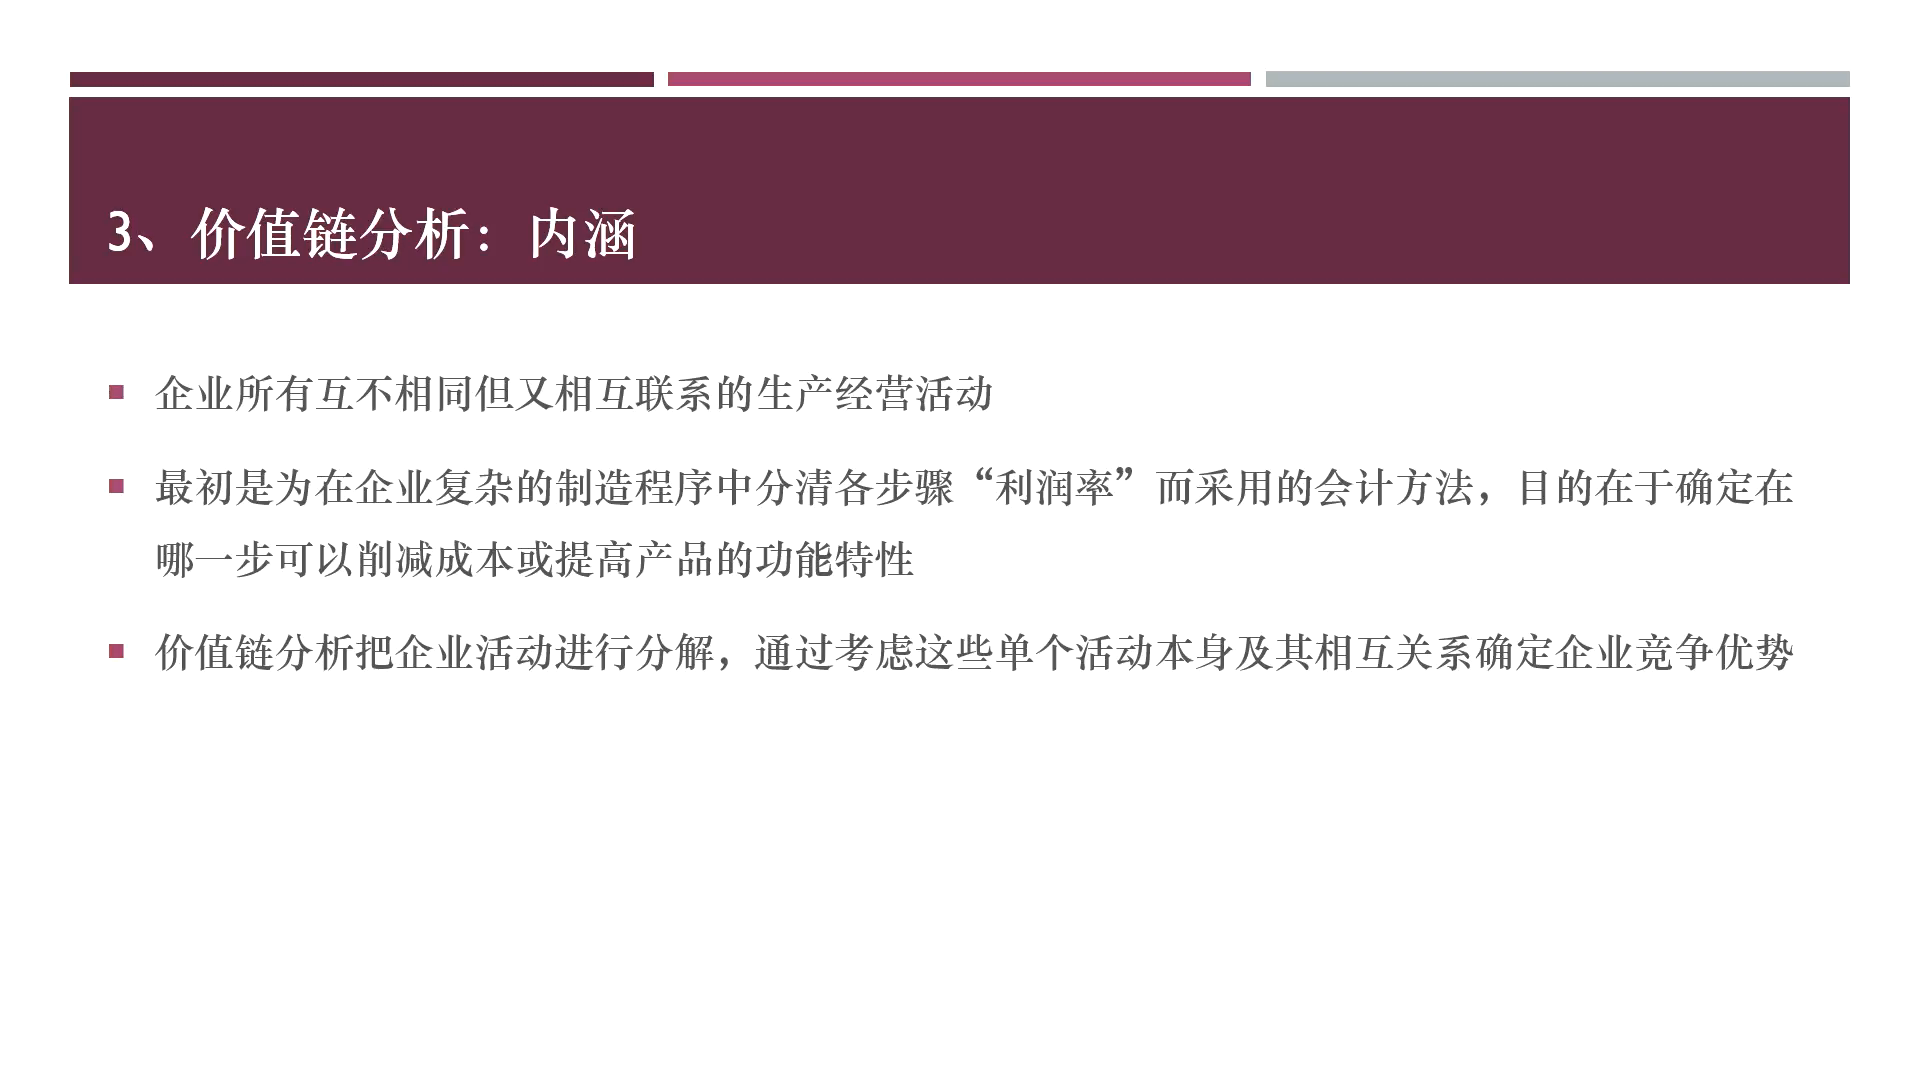 3、价值链分析：内涵
企业所有互不相同但又相互联系的生产经营活动
最初是为在企业复杂的制造程序中分清各步骤“利润率”而采用的会计方法，目的在于确定在
哪一步可以削减成本或提高产品的功能特性
价值链分析把企业活动进行分解，通过考虑这些单个活动本身及其相互关系确定企业竞争优势